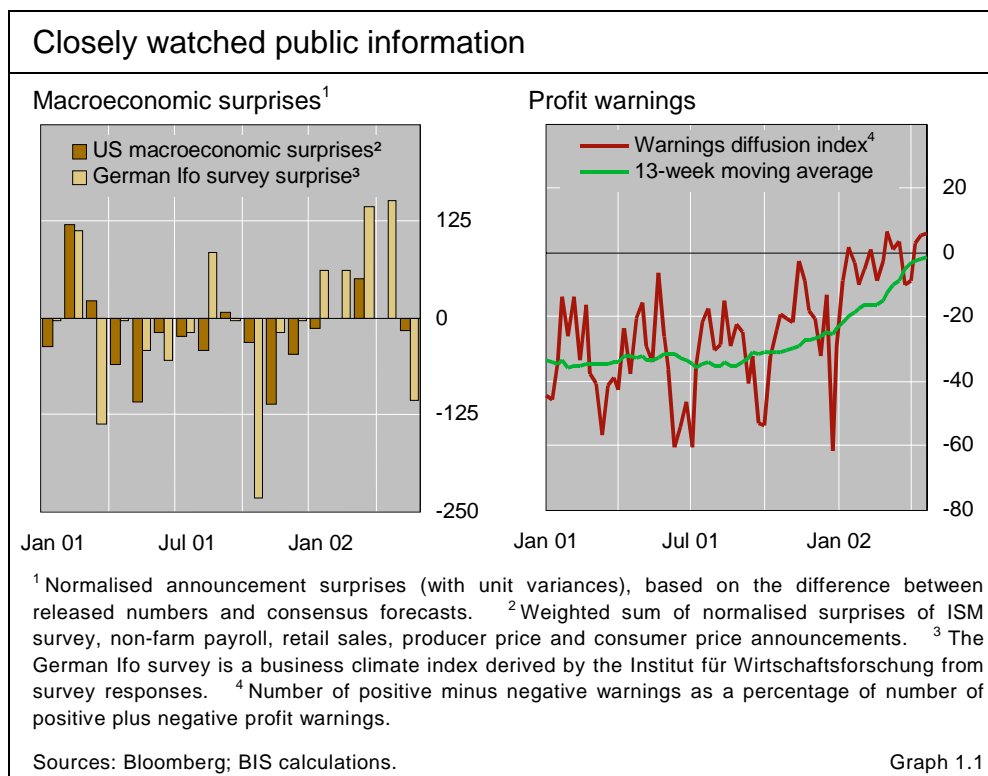 Closely watched public information
Macroeconomic surprises¹
US macroeconomic surprises²
German Ifo survey surprise³
125
0
-125
-250
Jan 01 Jul 01 Jan 02
Profit warnings
Warnings diffusion index⁴
13-week moving average
20
0
-20
-40
-60
-80
Jan 01 Jul 01 Jan 02
¹ Normalised announcement surprises (with unit variances), based on the difference between
released numbers and consensus forecasts. ² Weighted sum of normalised surprises of ISM
survey, non-farm payroll, retail sales, producer price and consumer price announcements. ³ The
German Ifo survey is a business climate index derived by the Institut für Wirtschaftsforschung from
survey responses. ⁴ Number of positive minus negative warnings as a percentage of number of
positive plus negative profit warnings.
Sources: Bloomberg; BIS calculations. Graph 1.1